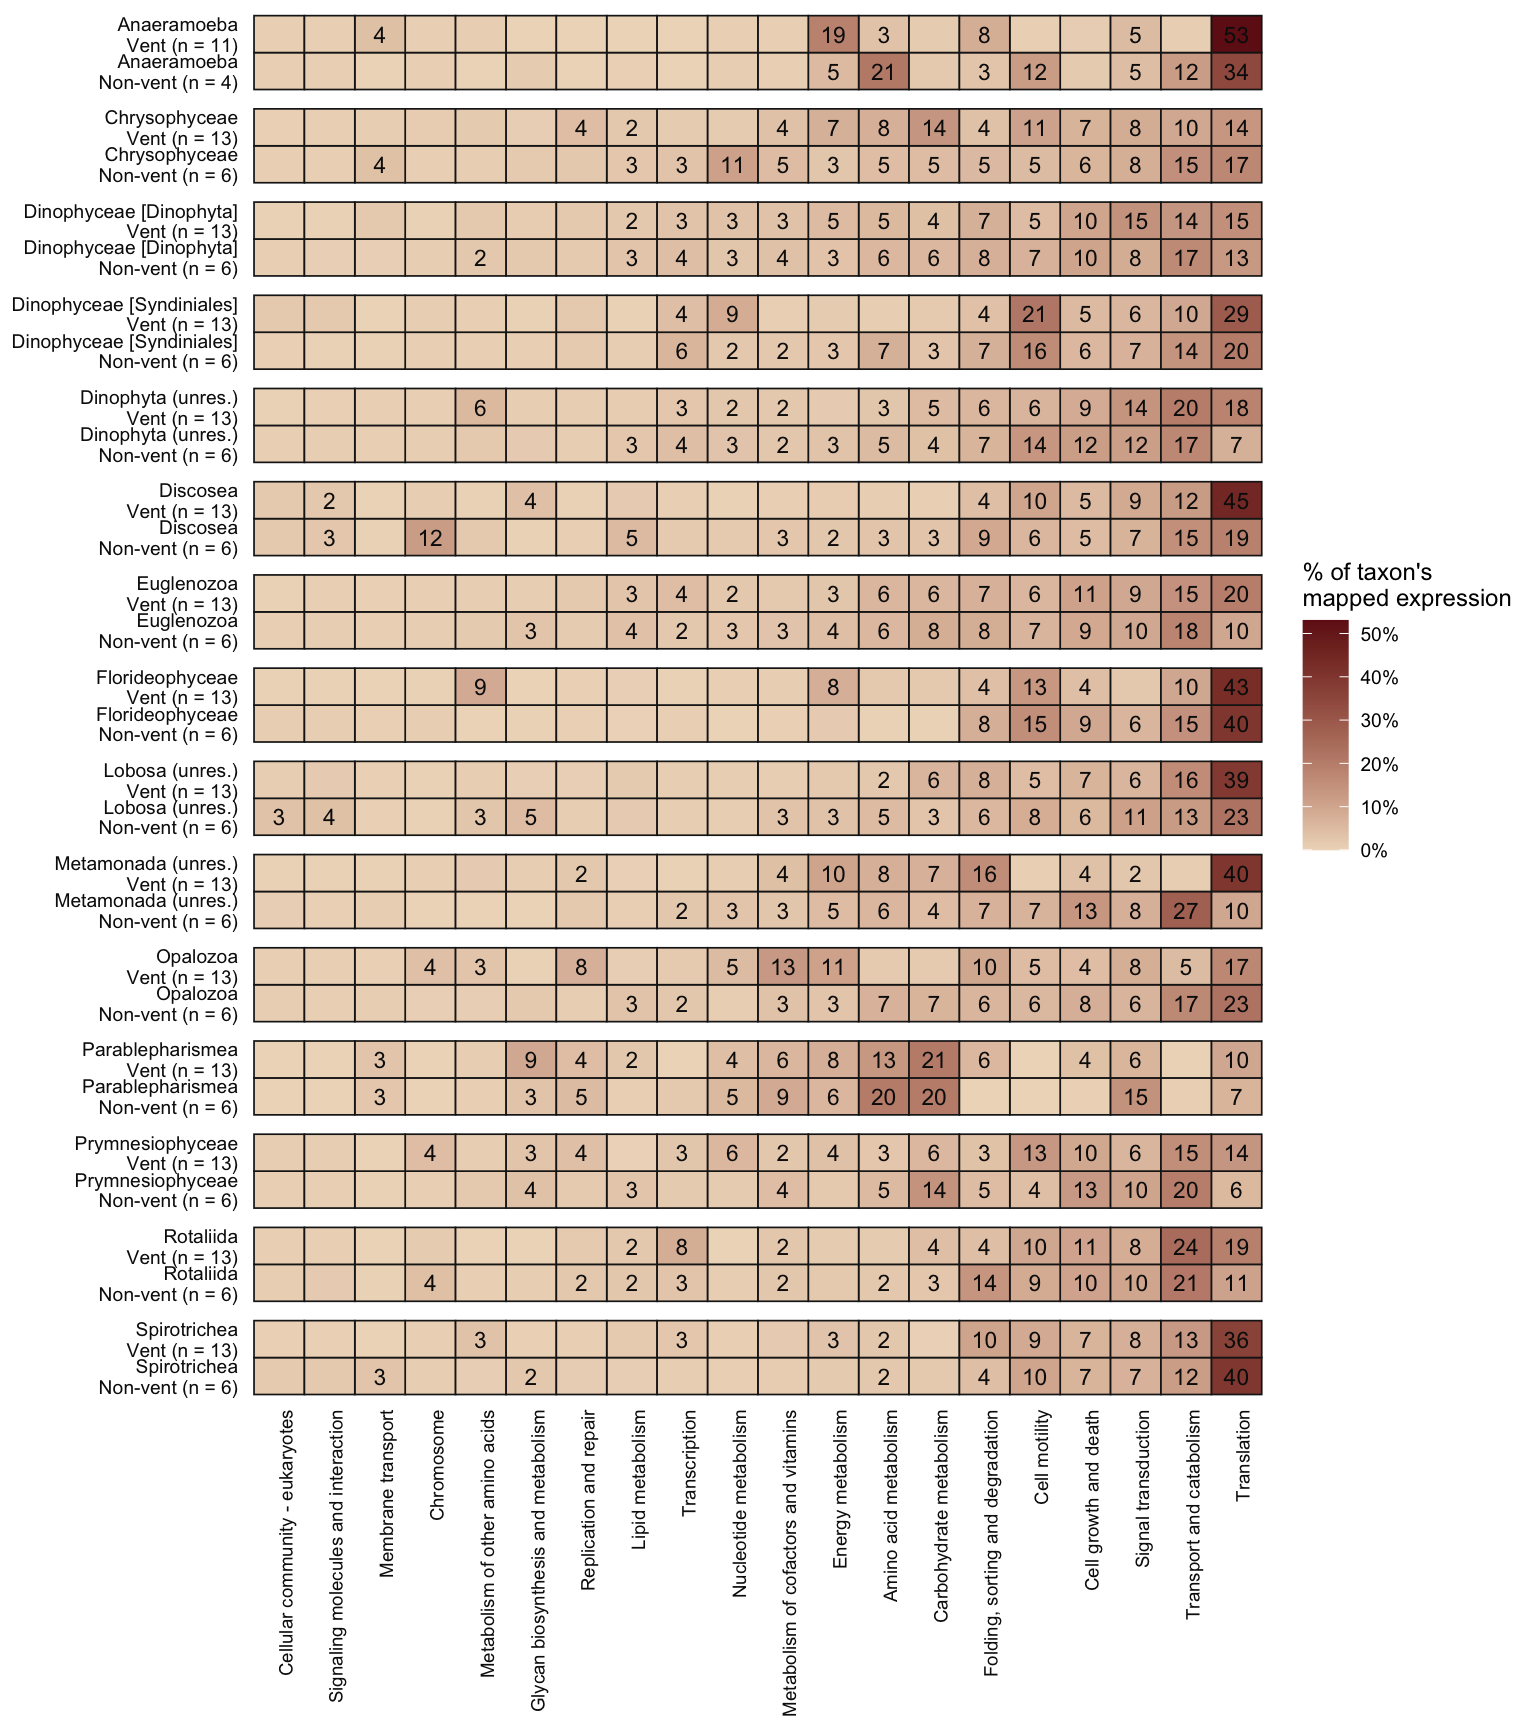 Anaeramoeba
Vent (n = 11)
4 19 3 8 5 53
Anaeramoeba
Non-vent (n = 4)
5 21 3 12 5 12 34
Chrysophyceae
Vent (n = 13)
4 2 4 7 8 14 4 11 7 8 10 14
Chrysophyceae
Non-vent (n = 6)
4 3 3 11 5 3 5 5 5 5 6 8 15 17
Dinophyceae [Dinophyta]
Vent (n = 13)
2 3 3 3 5 5 4 7 5 10 15 14 15
Dinophyceae [Dinophyta]
Non-vent (n = 6)
2 3 4 3 4 3 6 6 8 7 10 8 17 13
Dinophyceae [Syndiniales]
Vent (n = 13)
4 9 4 21 5 6 10 29
Dinophyceae [Syndiniales]
Non-vent (n = 6)
6 2 2 3 7 3 7 16 6 7 14 20
Dinophyta (unres.)
Vent (n = 13)
6 3 2 2 3 5 6 6 9 14 20 18
Dinophyta (unres.)
Non-vent (n = 6)
3 4 3 2 3 5 4 7 14 12 12 17 7
Discosea
Vent (n = 13)
2 4 4 10 5 9 12 45
Discosea
Non-vent (n = 6)
3 12 5 3 2 3 3 9 6 5 7 15 19
Euglenozoa
Vent (n = 13)
3 4 2 3 6 6 7 6 11 9 15 20
Euglenozoa
Non-vent (n = 6)
3 4 2 3 3 4 6 8 8 7 9 10 18 10
Florideophyceae
Vent (n = 13)
9 8 4 13 4 10 43
Florideophyceae
Non-vent (n = 6)
8 15 9 6 15 40
Lobosa (unres.)
Vent (n = 13)
2 6 8 5 7 6 16 39
Lobosa (unres.)
Non-vent (n = 6)
3 4 3 5 3 3 5 3 6 8 6 11 13 23
Metamonada (unres.)
Vent (n = 13)
2 4 10 8 7 16 4 2 40
Metamonada (unres.)
Non-vent (n = 6)
2 3 3 5 6 4 7 7 13 8 27 10
Opalozoa
Vent (n = 13)
4 3 8 5 13 11 10 5 4 8 5 17
Opalozoa
Non-vent (n = 6)
3 2 3 3 7 7 6 6 8 6 17 23
Parablepharismea
Vent (n = 13)
3 9 4 2 4 6 8 13 21 6 4 6 10
Parablepharismea
Non-vent (n = 6)
3 3 5 5 9 6 20 20 15 7
Prymnesiophyceae
Vent (n = 13)
4 3 4 3 6 2 4 3 6 3 13 10 6 15 14
Prymnesiophyceae
Non-vent (n = 6)
4 3 4 5 14 5 4 13 10 20 6
Rotaliida
Vent (n = 13)
2 8 2 4 4 10 11 8 24 19
Rotaliida
Non-vent (n = 6)
4 2 2 3 2 2 3 14 9 10 10 21 11
Spirotrichea
Vent (n = 13)
3 3 3 2 10 9 7 8 13 36
Spirotrichea
Non-vent (n = 6)
3 2 2 4 10 7 7 12 40
Cellular community - eukaryotes
Signaling molecules and interaction
Membrane transport
Chromosome
Metabolism of other amino acids
Glycan biosynthesis and metabolism
Replication and repair
Lipid metabolism
Transcription
Nucleotide metabolism
Metabolism of cofactors and vitamins
Energy metabolism
Amino acid metabolism
Carbohydrate metabolism
Folding, sorting and degradation
Cell motility
Cell growth and death
Signal transduction
Transport and catabolism
Translation
% of taxon's
mapped expression
50%
40%
30%
20%
10%
0%